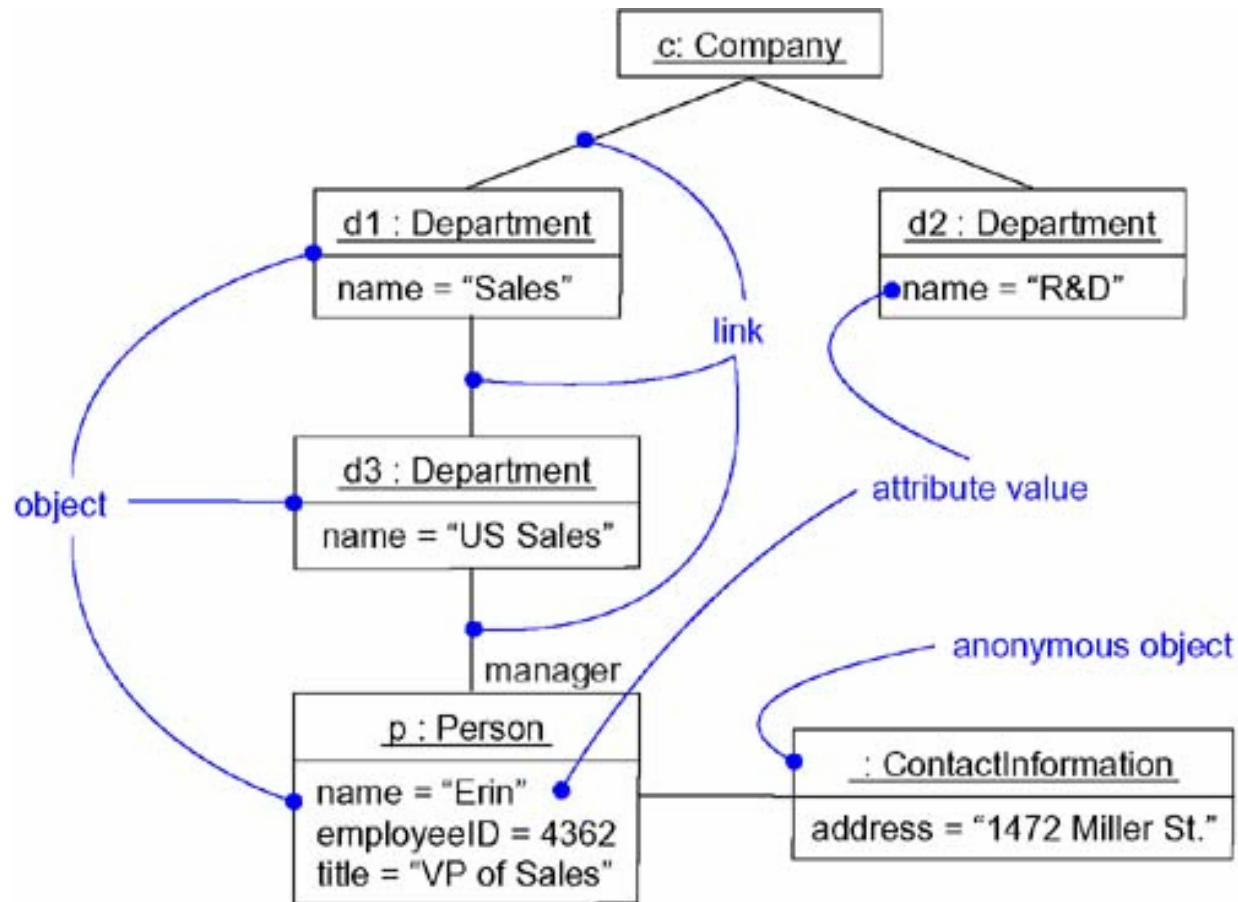 c: Company
d1 : Department
name = “Sales”
d2 : Department
name = “R&D”
link
d3 : Department
name = “US Sales”
object
attribute value
manager
anonymous object
p : Person
name = “Erin”
employeeID = 4362
title = “VP of Sales”
: ContactInformation
address = “1472 Miller St.”